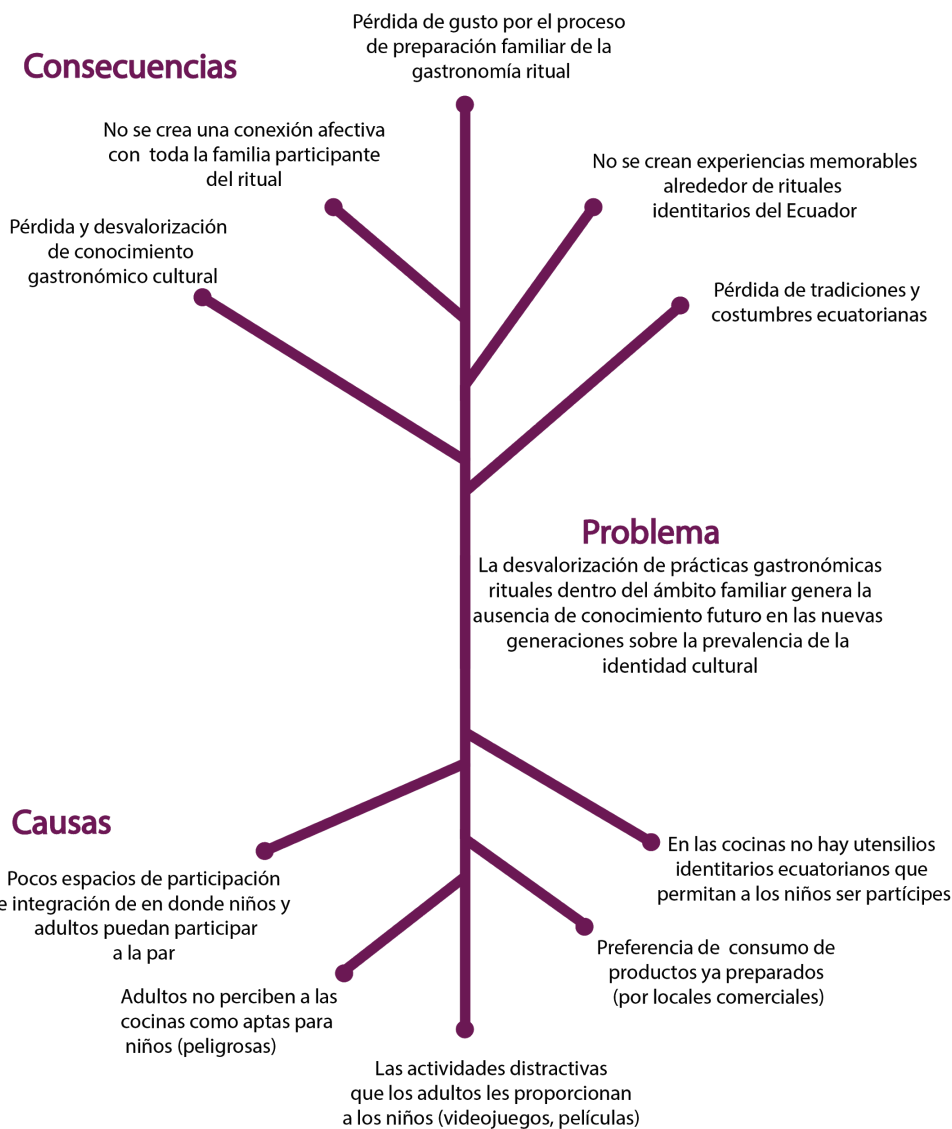 Consecuencias
Pérdida de gusto por el proceso
de preparación familiar de la
gastronomía ritual
No se crea una conexión afectiva
con toda la familia participante
del ritual
No se crean experiencias memorables
alrededor de rituales
identitarios del Ecuador
Pérdida y desvalorización
de conocimiento
gastronómico cultural
Pérdida de tradiciones y
costumbres ecuatorianas
Problema
La desvalorización de prácticas gastronómicas
rituales dentro del ámbito familiar genera la
ausencia de conocimiento futuro en las nuevas
generaciones sobre la prevalencia de la
identidad cultural
Causas
Pocos espacios de participación
e integración de en donde niños y
adultos puedan participar
a la par
En las cocinas no hay utensilios
identitarios ecuatorianos que
permitan a los niños ser partícipes
Adultos no perciben a las
cocinas como aptas para
niños (peligrosas)
Preferencia de consumo de
productos ya preparados
(por locales comerciales)
Las actividades distractivas
que los adultos les proporcionan
a los niños (videojuegos, películas)